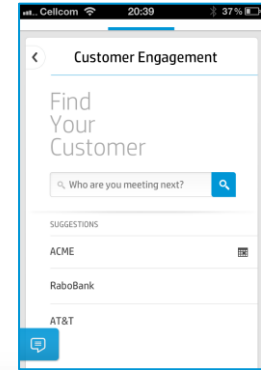 Cellcom 20:39 37%
Customer Engagement
Find
Your
Customer
Who are you meeting next?
SUGGESTIONS
ACME
RaboBank
AT&T